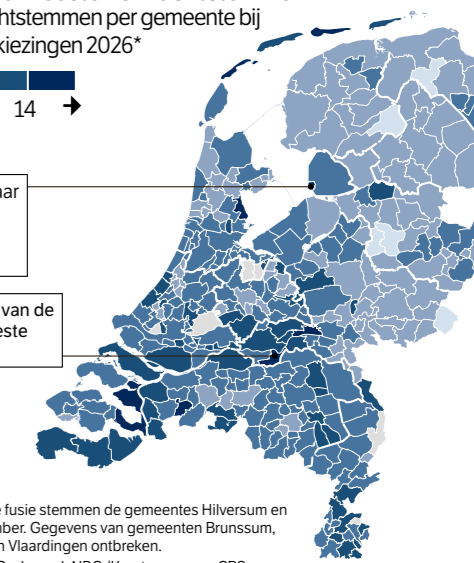 htstemmen per gemeente bij
kiezingen 2026*
14
aar
van de
este
e fusie stemmen de gemeentes Hilversum en
mber. Gegevens van gemeenten Brunssum,
n Vlaardingen ontbreken.